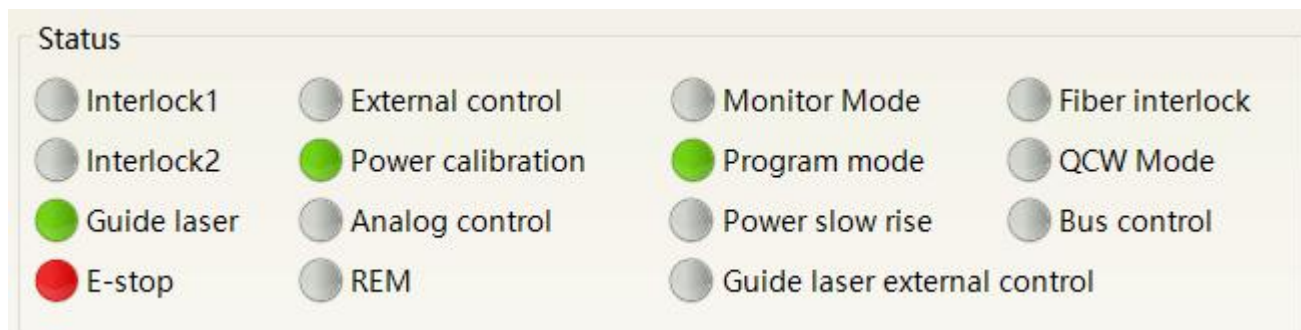 Status
Interlock1 External control Monitor Mode Fiber interlock
Interlock2 Power calibration Program mode QCW Mode
Guide laser Analog control Power slow rise Bus control
E-stop REM Guide laser external control